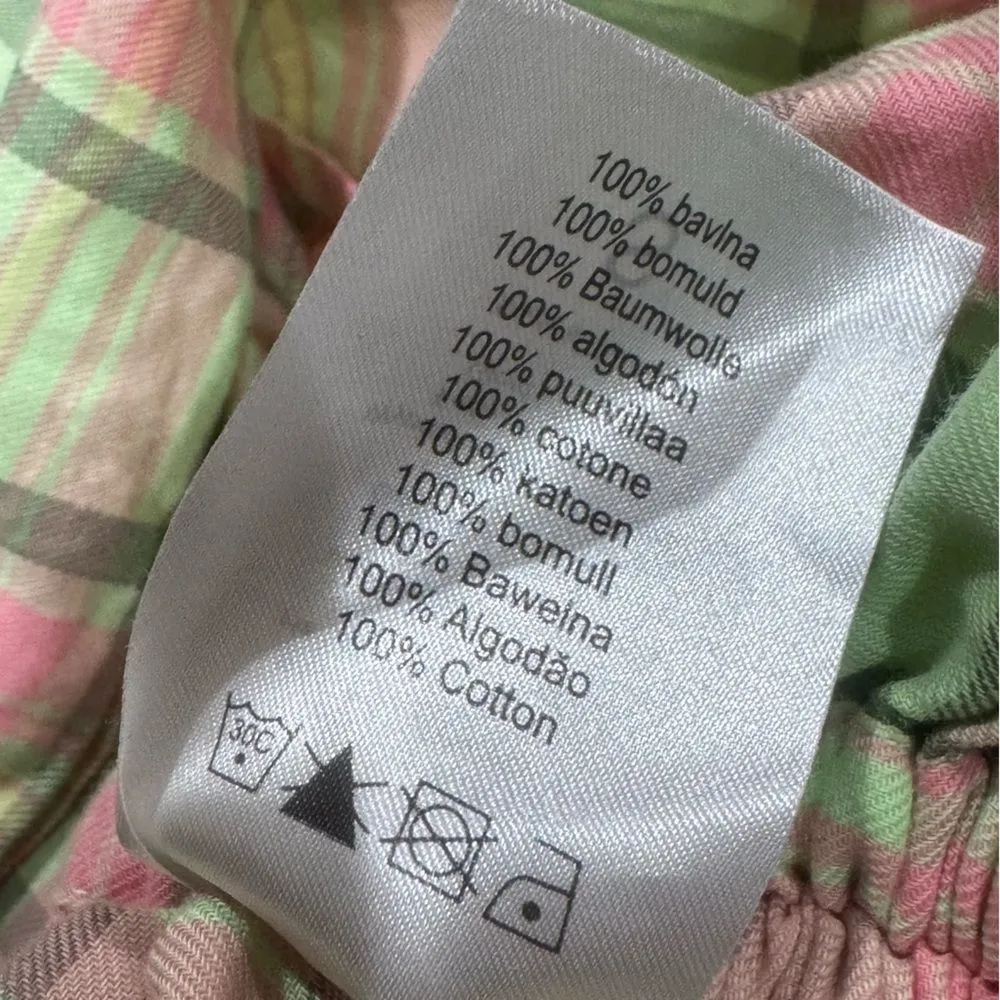 100% bavlna
100% bomuld
100% Baumwolle
100% algodón
100% puuvillaa
100% cotone
100% katoen
100% bomull
100% Baweina
100% Algodão
100% Cotton
30C